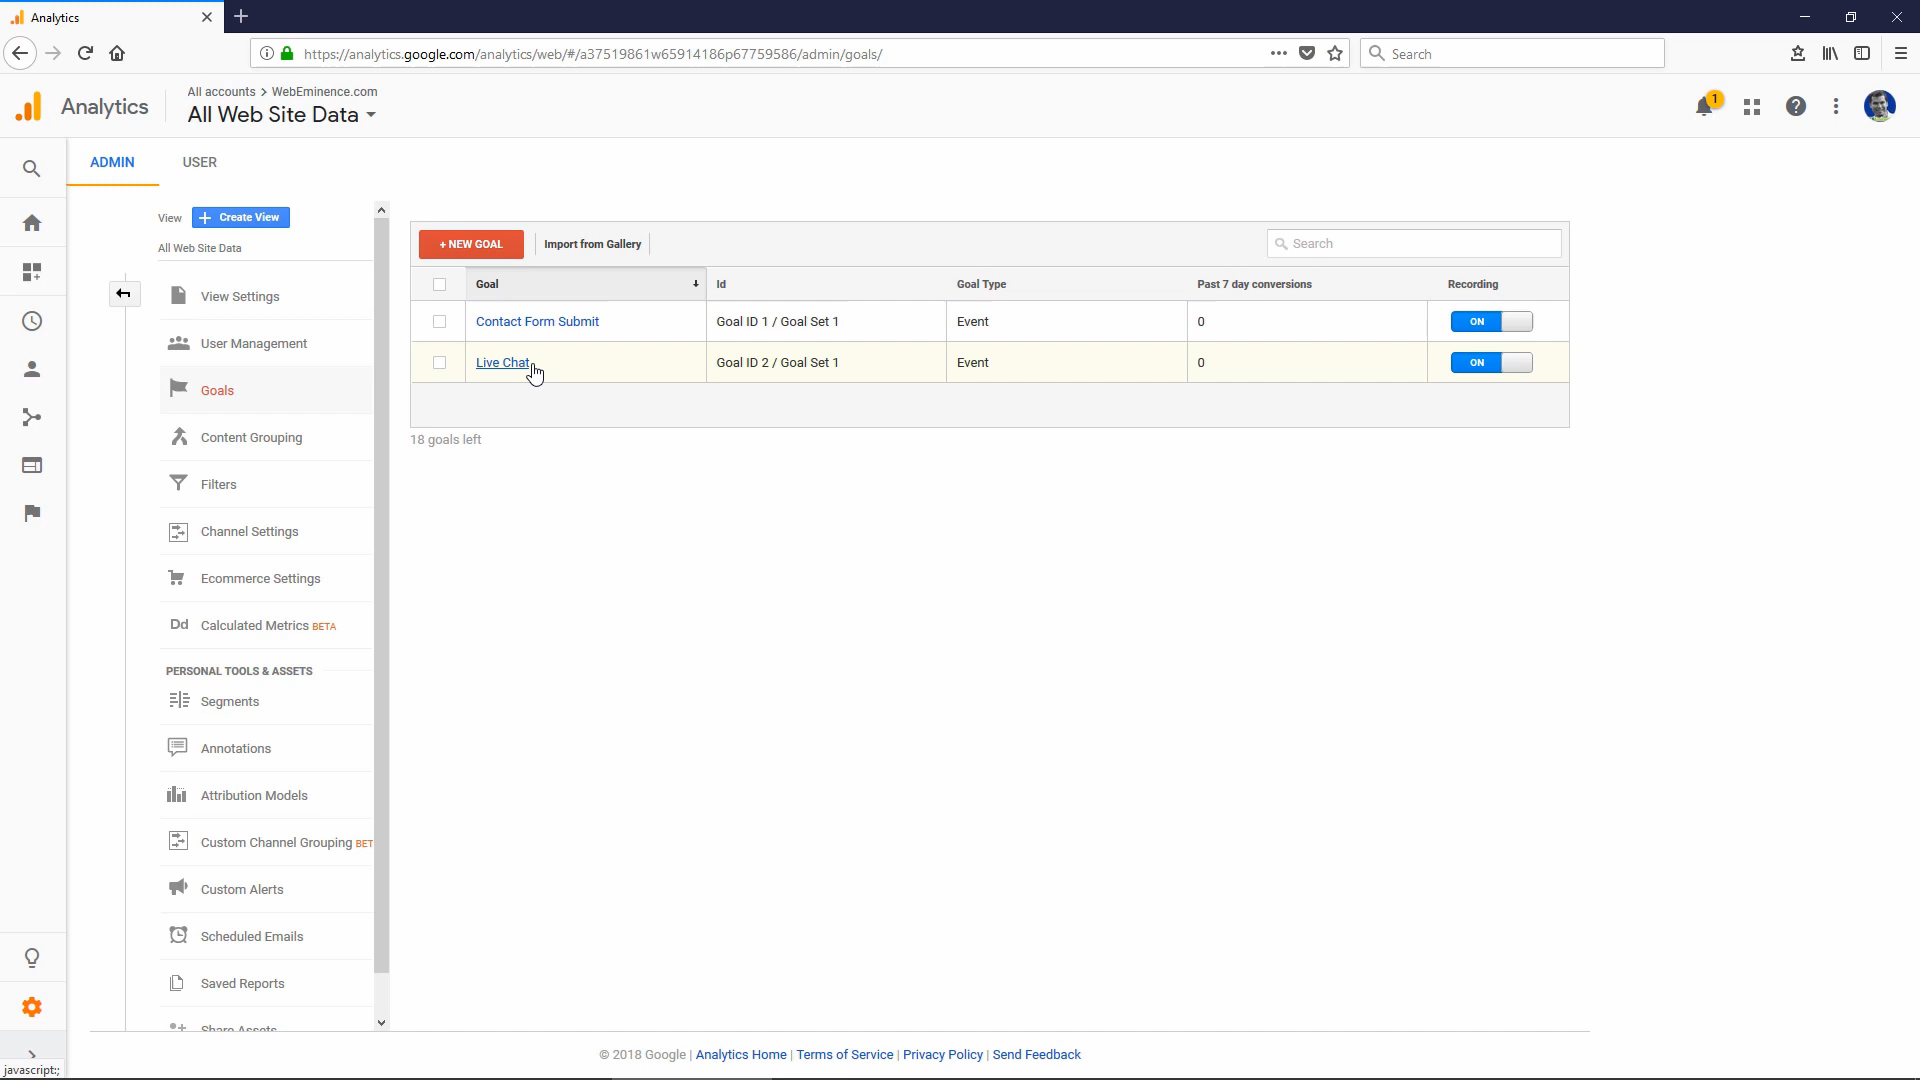 Analytics
https://analytics.google.com/analytics/web/#/a37519861w65914186p67759586/admin/goals/
Search
Analytics
All accounts > WebEminence.com
All Web Site Data
1
ADMIN
USER
View
+ Create View
All Web Site Data
View Settings
User Management
Goals
Content Grouping
Filters
Channel Settings
Ecommerce Settings
Dd Calculated Metrics BETA
PERSONAL TOOLS & ASSETS
Segments
Annotations
Attribution Models
Custom Channel Grouping BET
Custom Alerts
Scheduled Emails
Saved Reports
Share Assets
+ NEW GOAL
Import from Gallery
Search
Goal Id Goal Type Past 7 day conversions Recording
Contact Form Submit Goal ID 1 / Goal Set 1 Event 0 ON
Live Chat Goal ID 2 / Goal Set 1 Event 0 ON
18 goals left
© 2018 Google | Analytics Home | Terms of Service | Privacy Policy | Send Feedback
javascript:;